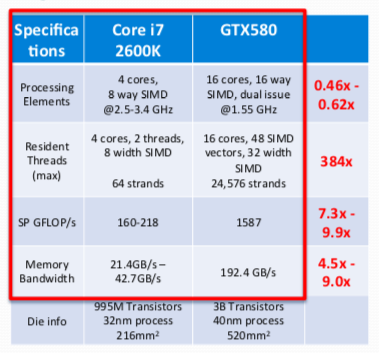 Specifica
tions
Core i7
2600K
GTX580
Processing
Elements
4 cores,
8 way SIMD
@2.5-3.4 GHz
16 cores, 16 way
SIMD, dual issue
@1.55 GHz
0.46x -
0.62x
Resident
Threads
(max)
4 cores, 2 threads,
8 width SIMD
64 strands
16 cores, 48 SIMD
vectors, 32 width
SIMD
24,576 strands
384x
SP GFLOP/s
160-218
1587
7.3x -
9.9x
Memory
Bandwidth
21.4GB/s –
42.7GB/s
192.4 GB/s
4.5x -
9.0x
Die info
995M Transistors
32nm process
216mm²
3B Transistors
40nm process
520mm²